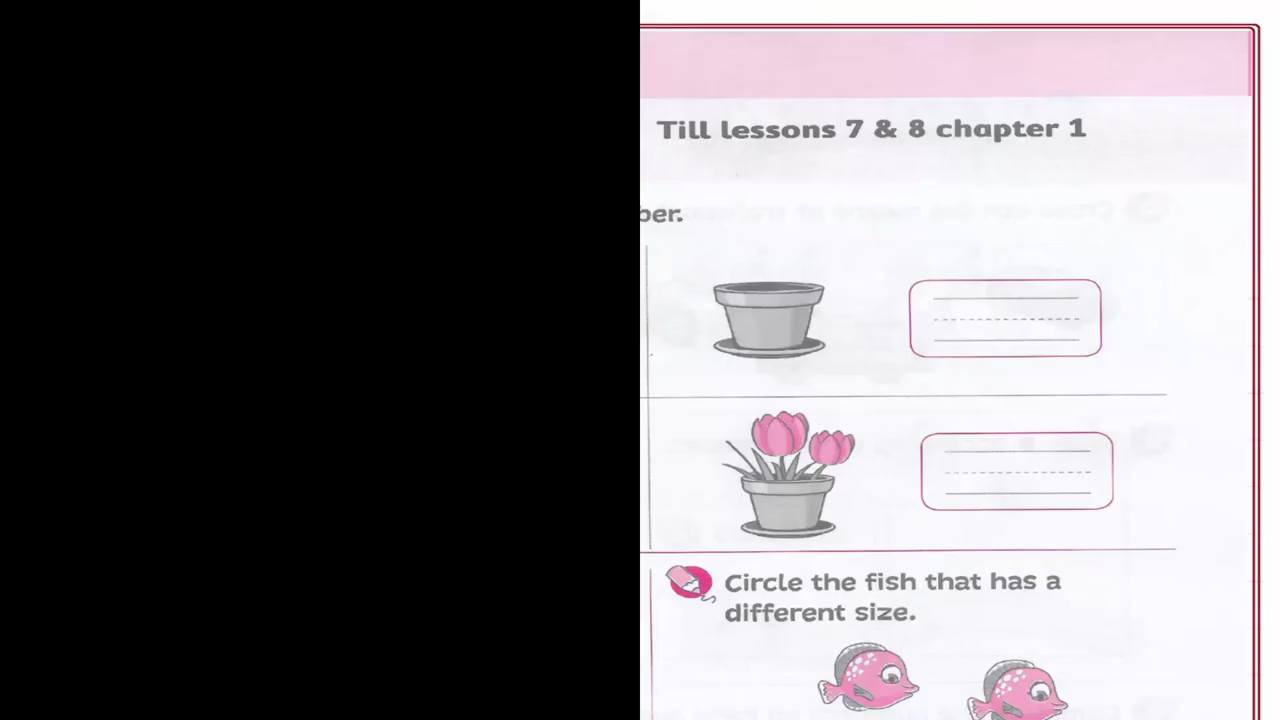 Till lessons 7 & 8 chapter 1
ber.
Circle the fish that has a
different size.